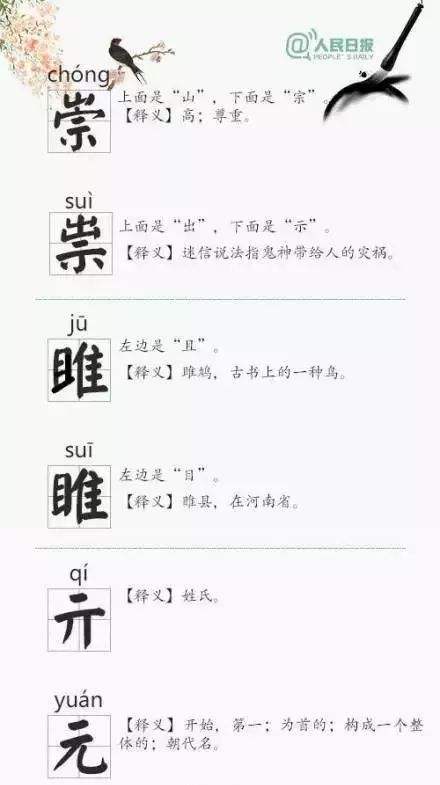 @人民日报
PEOPLE'S DAILY
chóng
崇
上面是“山”，下面是“宗”。
【释义】高；尊重。
suì
祟
上面是“出”，下面是“示”。
【释义】迷信说法指鬼神带给人的灾祸。
jū
雎
左边是“且”。
【释义】雎鸠，古书上的一种鸟。
suī
睢
左边是“目”。
【释义】睢县，在河南省。
qí
亓
【释义】姓氏。
yuán
元
【释义】开始，第一；为首的；构成一个整
体的；朝代名。